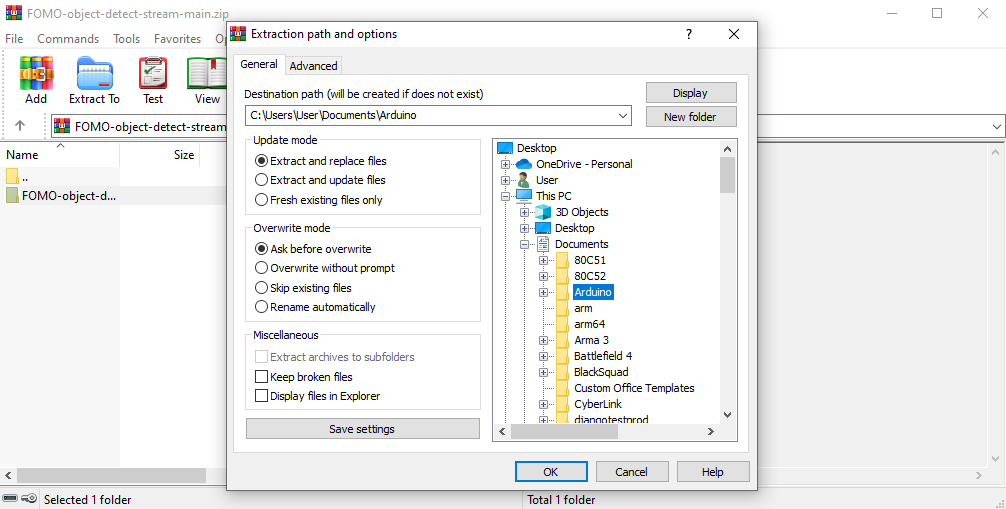 FOMO-object-detect-stream-main.zip
File Commands Tools Favorites
Add Extract To Test View
FOMO-object-detect-stream
Name Size
..
FOMO-object-d...
Selected 1 folder
Total 1 folder
Extraction path and options
?
General Advanced
Destination path (will be created if does not exist)
C:\Users\User\Documents\Arduino
Display
New folder
Update mode
Extract and replace files
Extract and update files
Fresh existing files only
Overwrite mode
Ask before overwrite
Overwrite without prompt
Skip existing files
Rename automatically
Miscellaneous
Extract archives to subfolders
Keep broken files
Display files in Explorer
Save settings
Desktop
OneDrive - Personal
User
This PC
3D Objects
Desktop
Documents
80C51
80C52
Arduino
arm
arm64
Arma 3
Battlefield 4
BlackSquad
Custom Office Templates
CyberLink
djangotestprod
OK Cancel Help